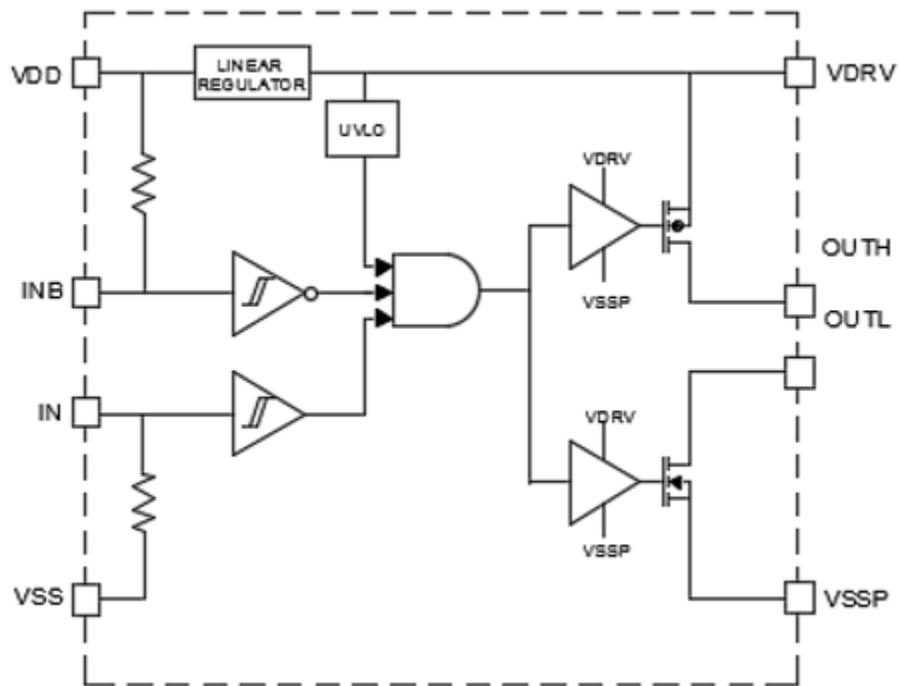 VDD
LINEAR
REGULATOR
VDRV
UVLO
VDRV
OUTH
INB
VSSP
OUTL
IN
VDRV
VSSP
VSS
VSSP